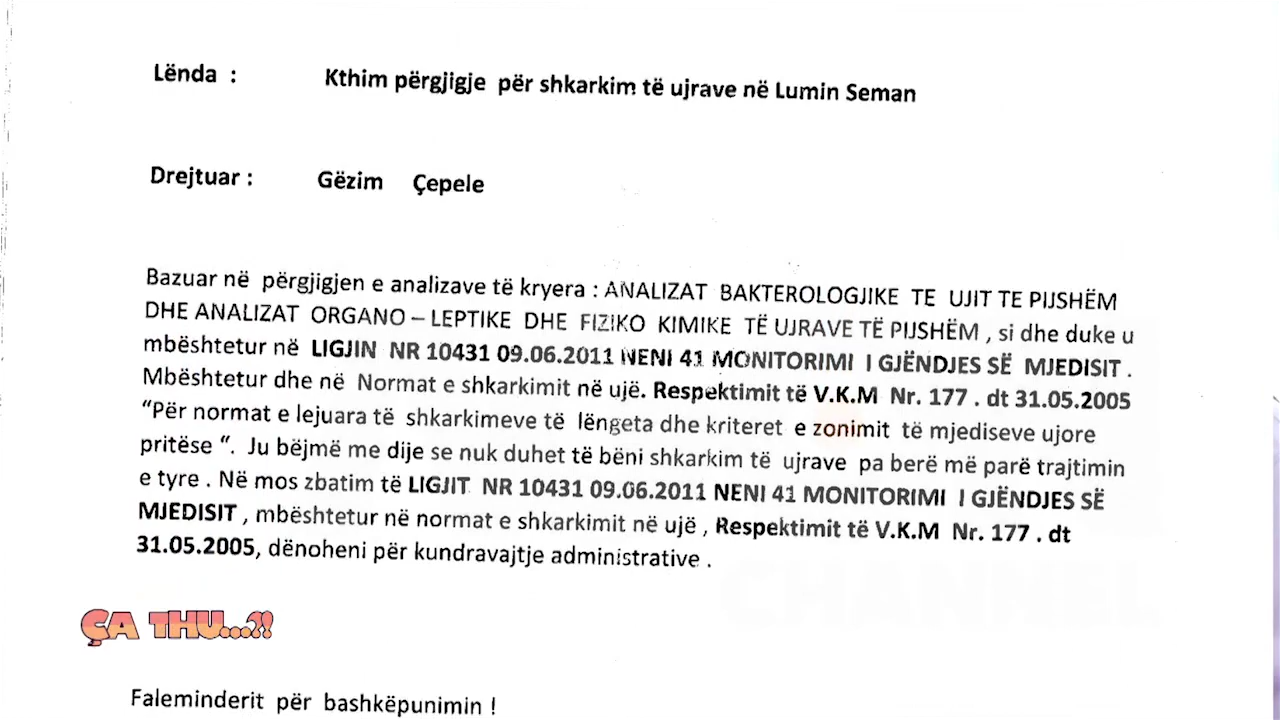 Lënda : Kthim përgjigje për shkarkim të ujrave në Lumin Seman
Drejtuar : Gëzim Çepele
Bazuar në përgjigjen e analizave të kryera : ANALIZAT BAKTEROLOGJIKE TE UJIT TE PIJSHËM
DHE ANALIZAT ORGANO – LEPTIKE DHE FIZIKO KIMIKE TË UJRAVE TË PIJSHËM , si dhe duke u
mbështetur në LIGJIN NR 10431 09.06.2011 NENI 41 MONITORIMI I GJËNDJES SË MJEDISIT .
Mbështetur dhe në Normat e shkarkimit në ujë. Respektimit të V.K.M Nr. 177 . dt 31.05.2005
“Për normat e lejuara të shkarkimeve të lëngeta dhe kriteret e zonimit të mjediseve ujore
pritëse “. Ju bëjmë me dije se nuk duhet të bëni shkarkim të ujrave pa berë më parë trajtimin
e tyre . Në mos zbatim të LIGJIT NR 10431 09.06.2011 NENI 41 MONITORIMI I GJËNDJES SË
MJEDISIT , mbështetur në normat e shkarkimit në ujë , Respektimit të V.K.M Nr. 177 . dt
31.05.2005, dënoheni për kundravajtje administrative .
CHANNEL
ÇA THU...?!
Faleminderit për bashkëpunimin !